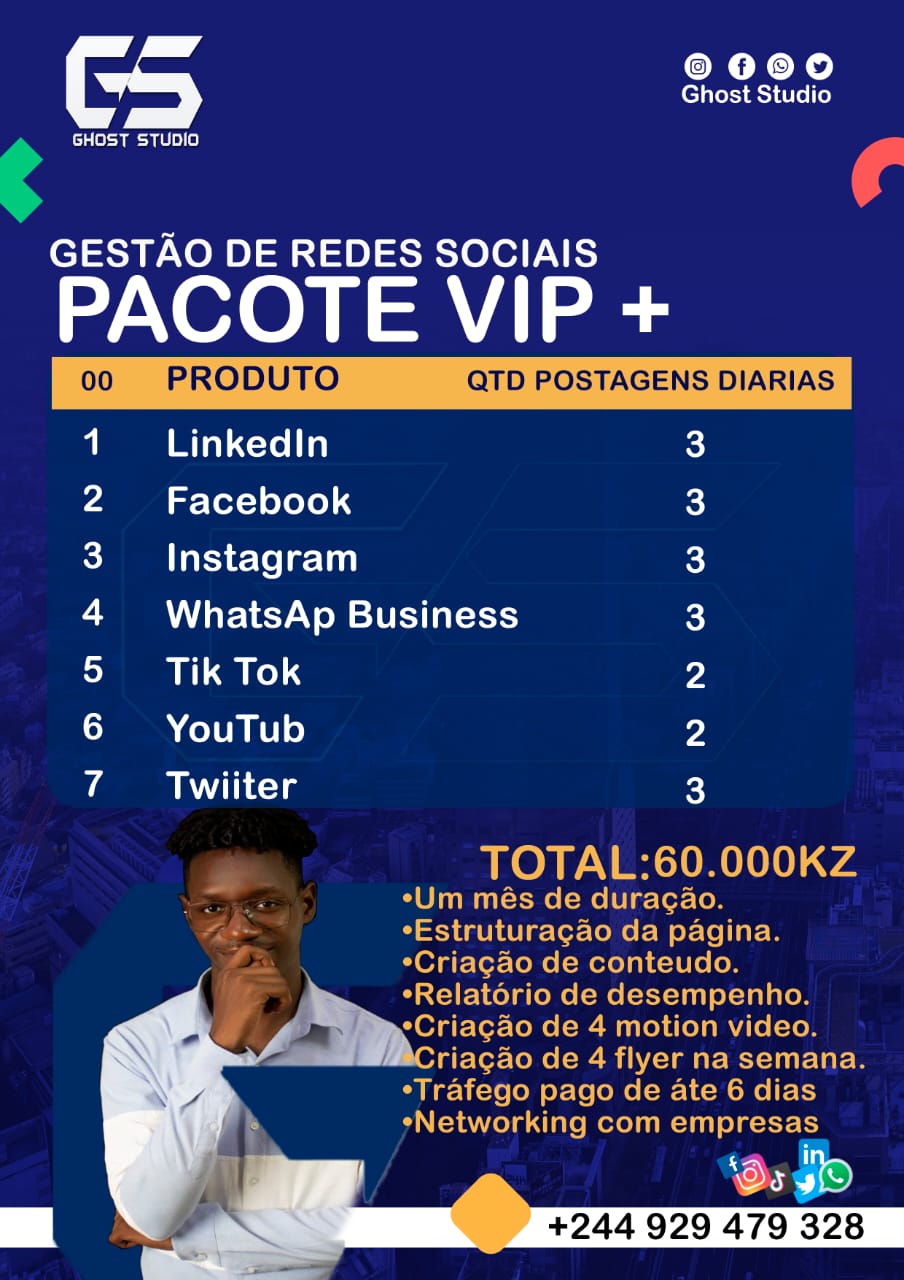 GS
GHOST STUDIO
Ghost Studio
GESTÃO DE REDES SOCIAIS
PACOTE VIP +
00 PRODUTO QTD POSTAGENS DIARIAS
1 LinkedIn 3
2 Facebook 3
3 Instagram 3
4 WhatsAp Business 3
5 Tik Tok 2
6 YouTub 2
7 Twiiter 3
TOTAL:60.000KZ
•Um mês de duração.
•Estruturação da página.
•Criação de conteudo.
•Relatório de desempenho.
•Criação de 4 motion video.
•Criação de 4 flyer na semana.
•Tráfego pago de áte 6 dias
•Networking com empresas
in
+244 929 479 328